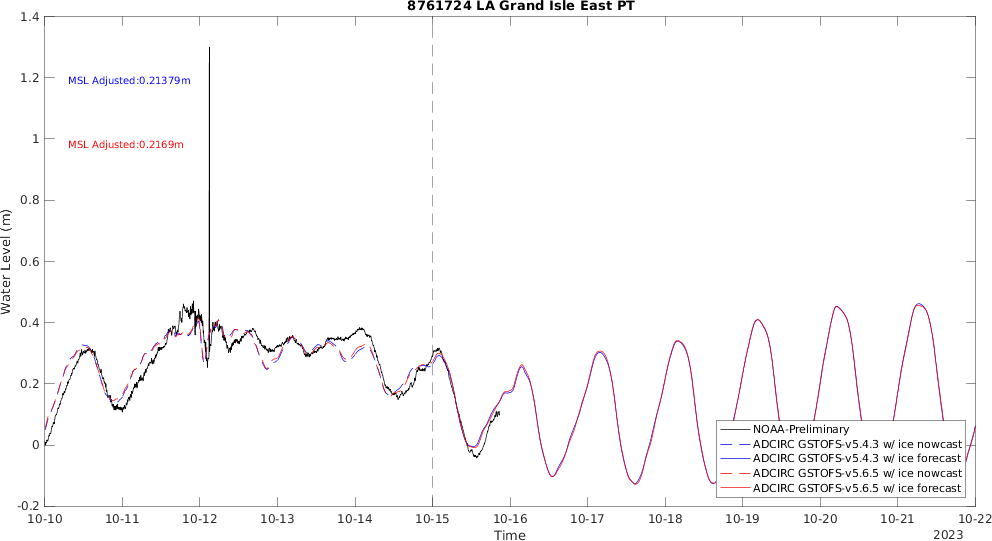 8761724 LA Grand Isle East PT
1.4
1.2
1
0.8
0.6
0.4
0.2
0
-0.2
Water Level (m)
MSL Adjusted:0.21379m
MSL Adjusted:0.2169m
NOAA-Preliminary
ADCIRC GSTOFS-v5.4.3 w/ ice nowcast
ADCIRC GSTOFS-v5.4.3 w/ ice forecast
ADCIRC GSTOFS-v5.6.5 w/ ice nowcast
ADCIRC GSTOFS-v5.6.5 w/ ice forecast
10-10 10-11 10-12 10-13 10-14 10-15 10-16 10-17 10-18 10-19 10-20 10-21 10-22
Time
2023